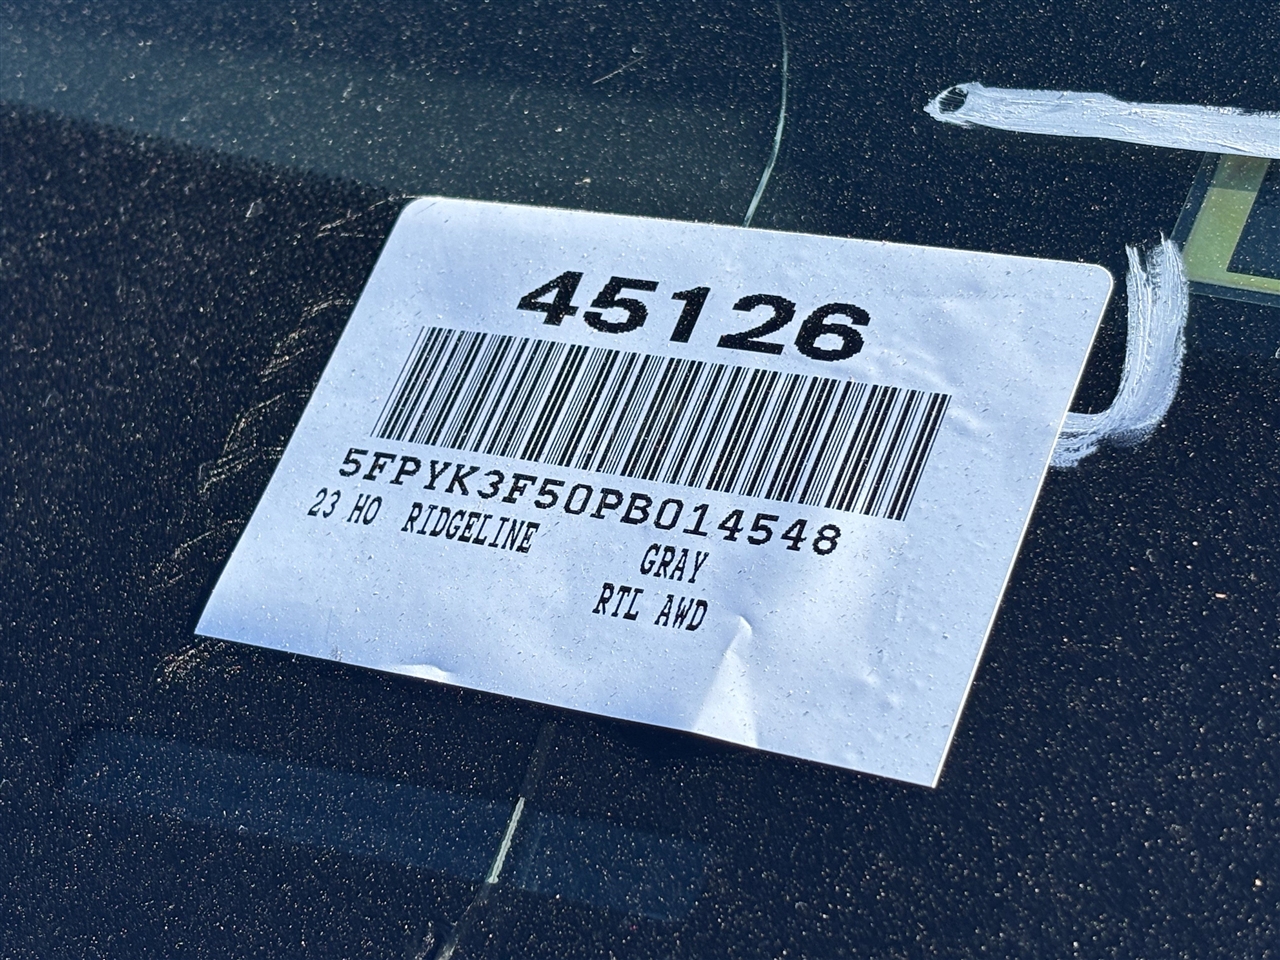 45126
5FPYK3F50PB014548
23 HO RIDGELINE GRAY
RTL AWD